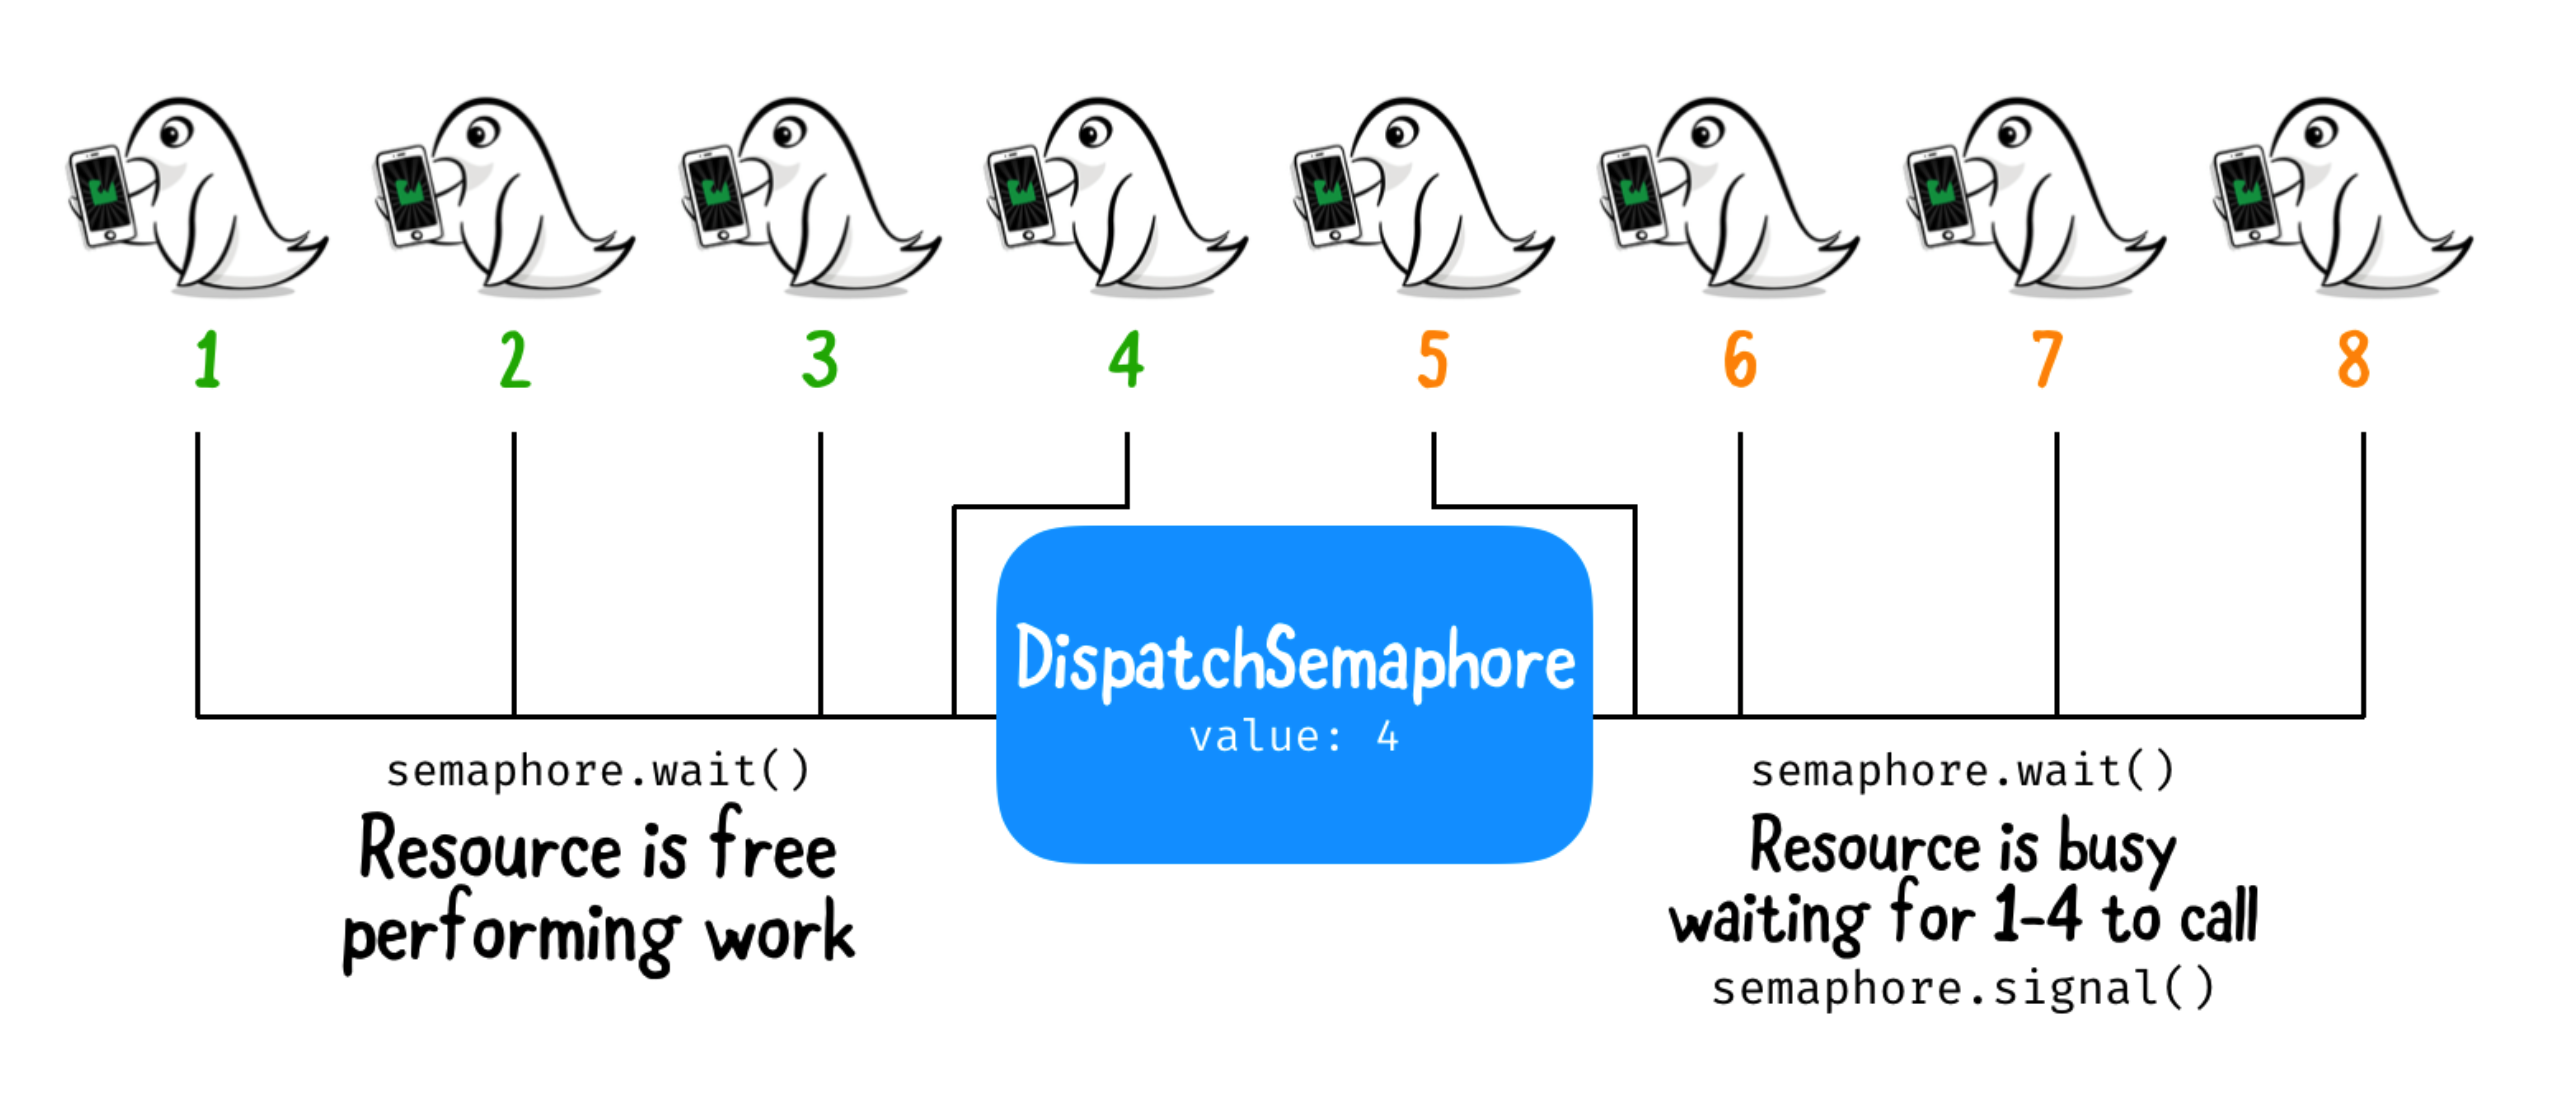 1 2 3 4 5 6 7 8
DispatchSemaphore
value: 4
semaphore.wait()
Resource is free
performing work
semaphore.wait()
Resource is busy
waiting for 1-4 to call
semaphore.signal()